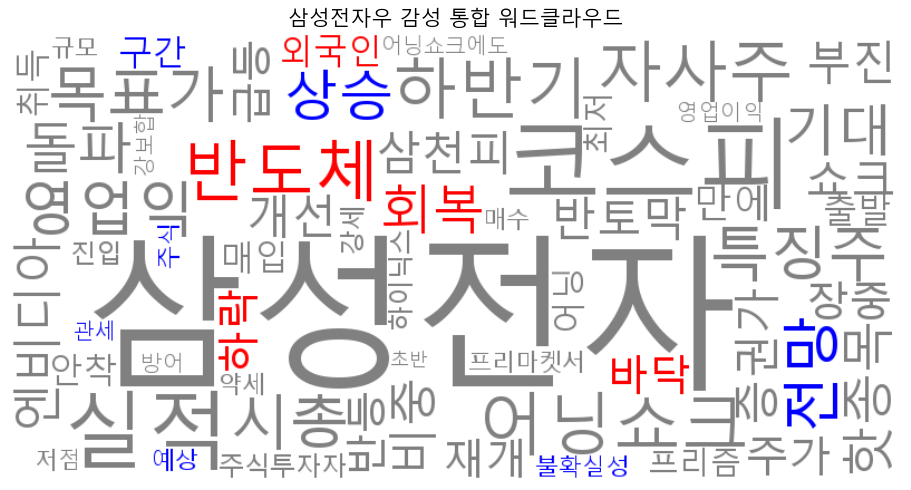 삼성전자우 감성 통합 워드클라우드
규모
구간
외국인
어닝쇼크에도
취득
목표가
급등
상승
하반기
자사주
부진
돌파
강보합
반도체
삼천피
최저
코스피
영업이익
기대
쇼크
영업익
개선
회복
매수
반토막
만에
출발
엔비디아
진입
주식
매입
강세
하이닉스
삼성전자
어닝
특징주
장중
관세
하락
안착
방어
약세
초반
프리마켓서
바닥
증권가
전망
핫종목
실적
시총
반등
비중
어닝쇼크
저점
예상
주식투자자
재개
불확실성
프리즘
주가